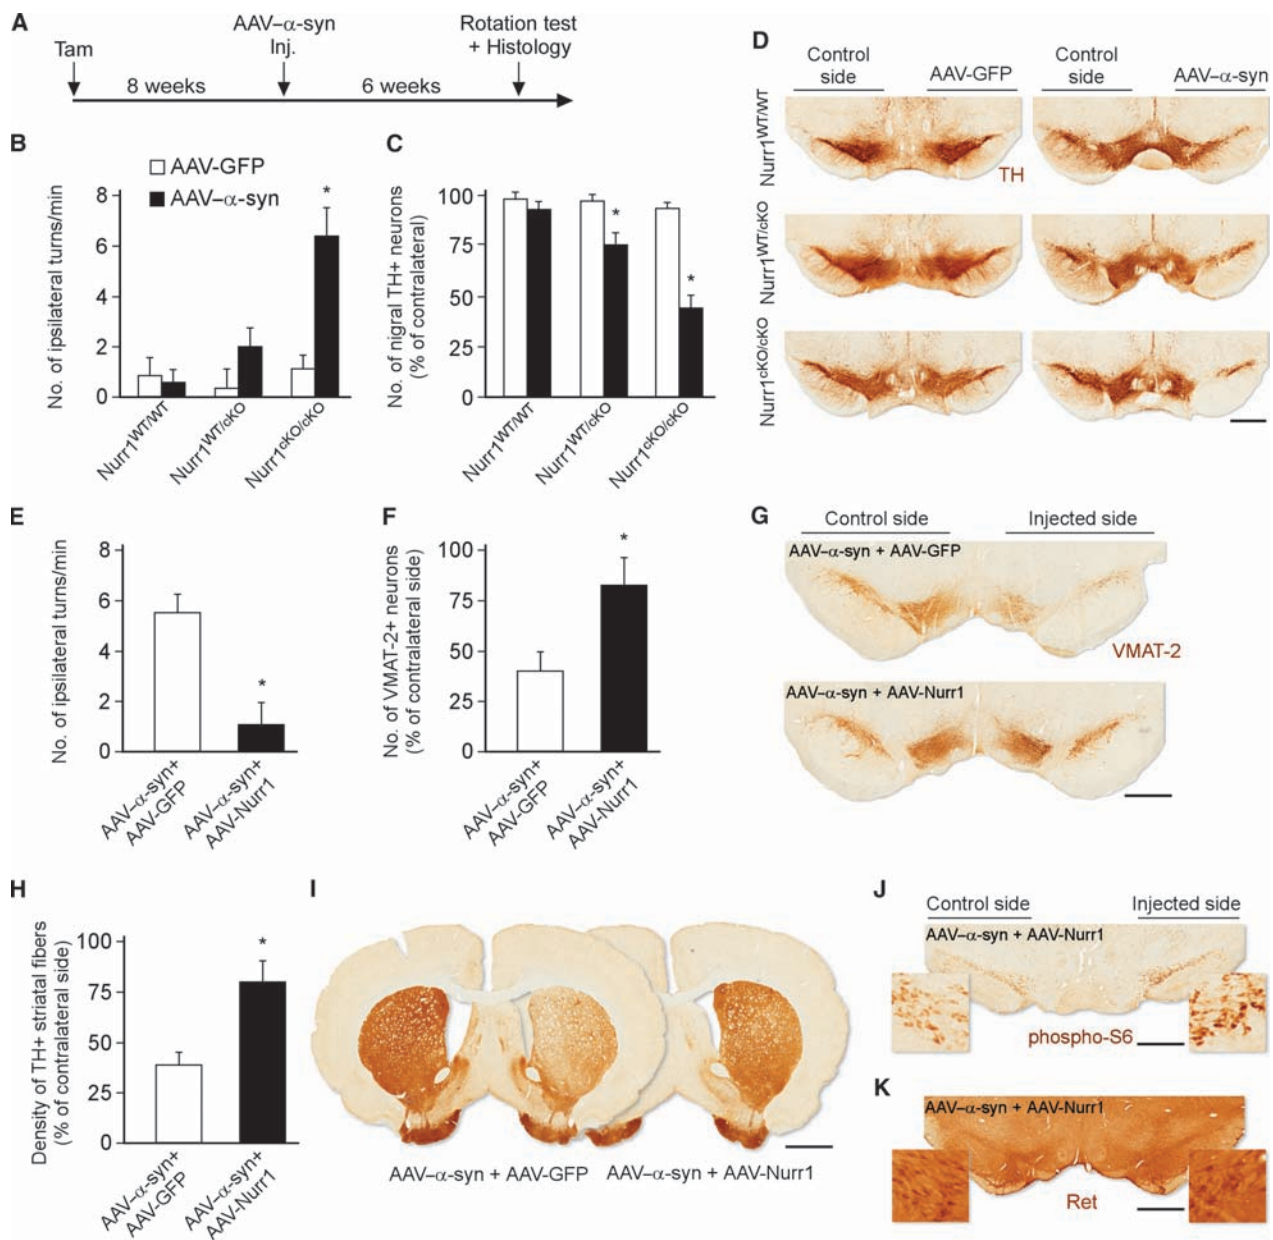 A
Tam
AAV–α-syn
Inj.
Rotation test
+ Histology
8 weeks
6 weeks
B
AAV-GFP
AAV–α-syn
No. of ipsilateral turns/min
8
6
4
2
0
*
Nurr1WT/WT
Nurr1WT/cKO
Nurr1cKO/cKO
C
No. of nigral TH+ neurons
(% of contralateral)
100
75
50
25
0
*
*
Nurr1WT/WT
Nurr1WT/cKO
Nurr1cKO/cKO
D
Control
side
AAV-GFP
Control
side
AAV–α-syn
Nurr1WT/WT
TH
Nurr1WT/cKO
Nurr1cKO/cKO
E
No. of ipsilateral turns/min
8
6
4
2
0
*
AAV–α-syn+
AAV-GFP
AAV–α-syn+
AAV-Nurr1
F
No. of VMAT-2+ neurons
(% of contralateral side)
100
75
50
25
0
*
AAV–α-syn+
AAV-GFP
AAV–α-syn+
AAV-Nurr1
G
Control side
Injected side
AAV–α-syn + AAV-GFP
VMAT-2
AAV–α-syn + AAV-Nurr1
H
Density of TH+ striatal fibers
(% of contralateral side)
100
75
50
25
0
*
AAV–α-syn+
AAV-GFP
AAV–α-syn+
AAV-Nurr1
I
AAV–α-syn + AAV-GFP
AAV–α-syn + AAV-Nurr1
J
Control side
Injected side
AAV–α-syn + AAV-Nurr1
phospho-S6
K
AAV–α-syn + AAV-Nurr1
Ret